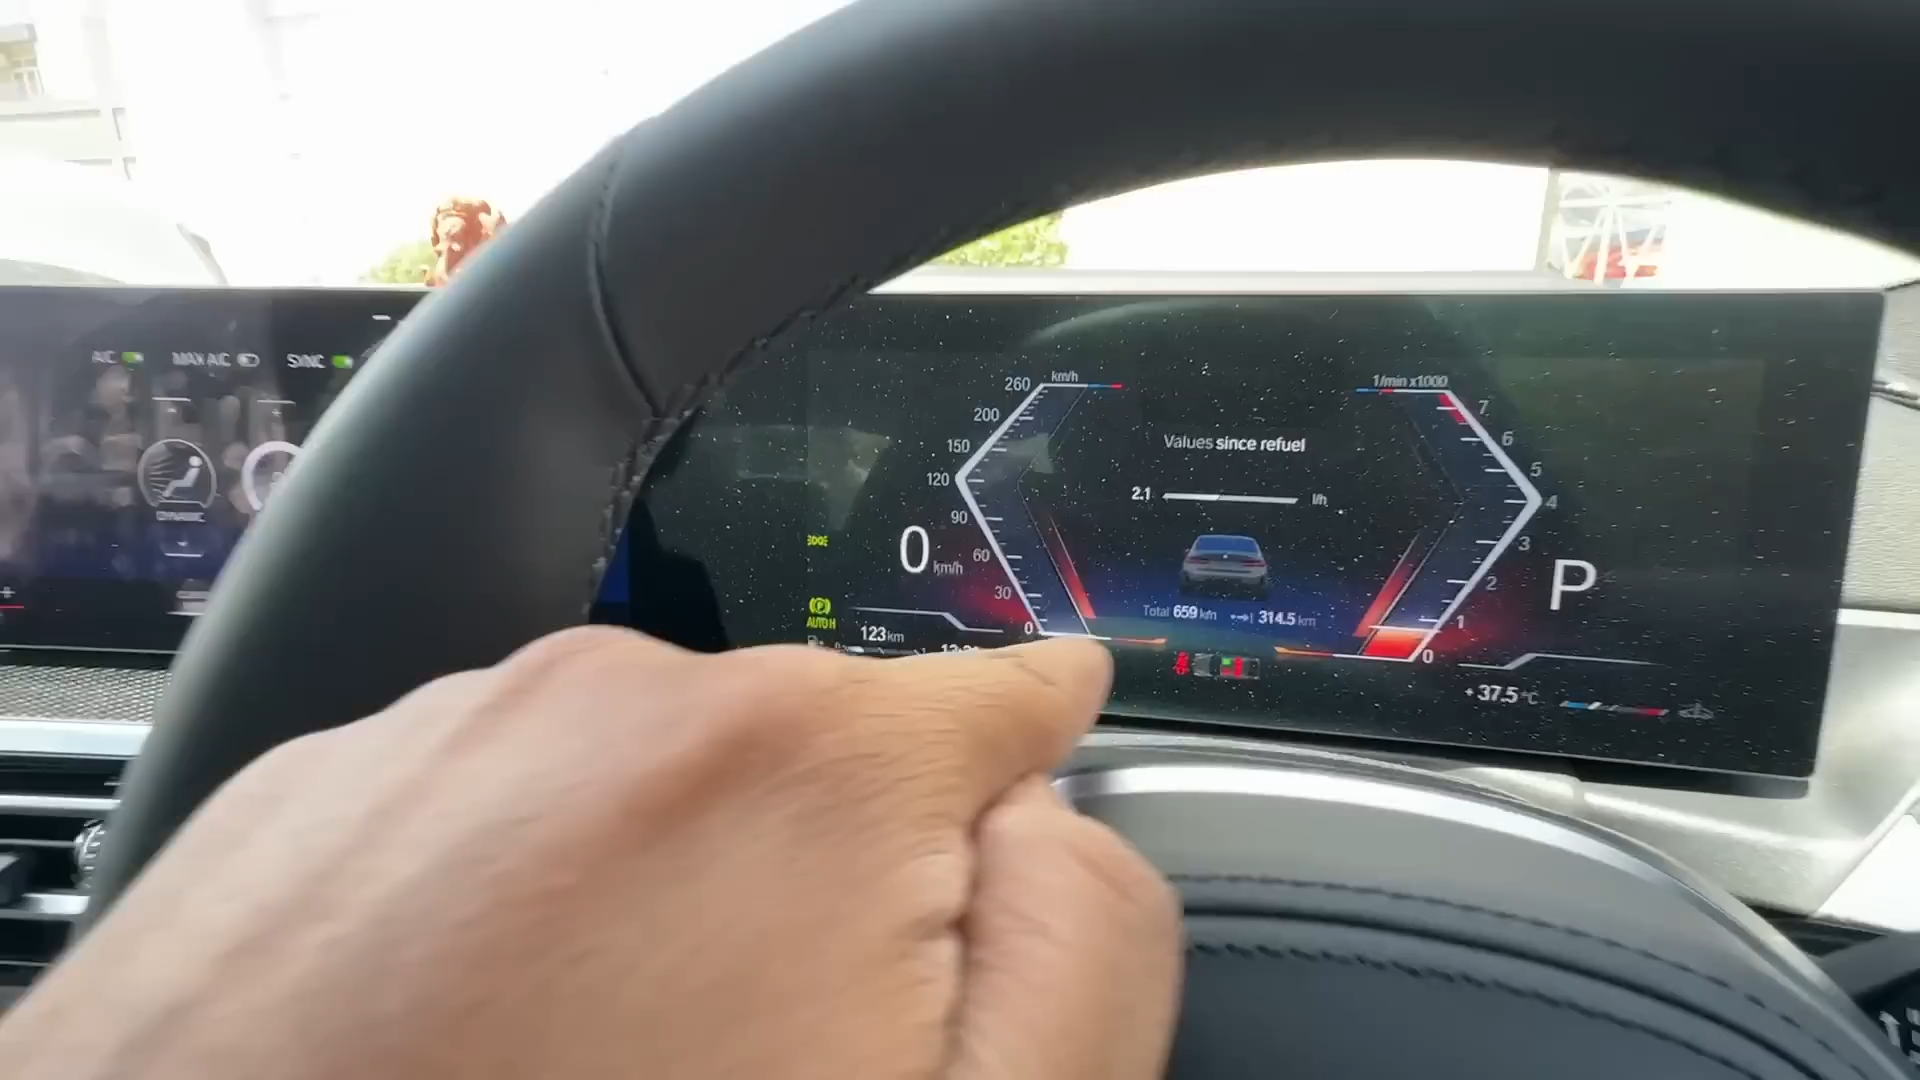 A/C MAX A/C SYNC
DYNAMIC
260 km/h
200
150
120
90
60
30
0
0 km/h
Values since refuel
2.1 l/h
Total 659 km 314.5 km
1/min x1000
7
6
5
4
3
2
1
0
P
AUTO H
123 km
+37.5 °C